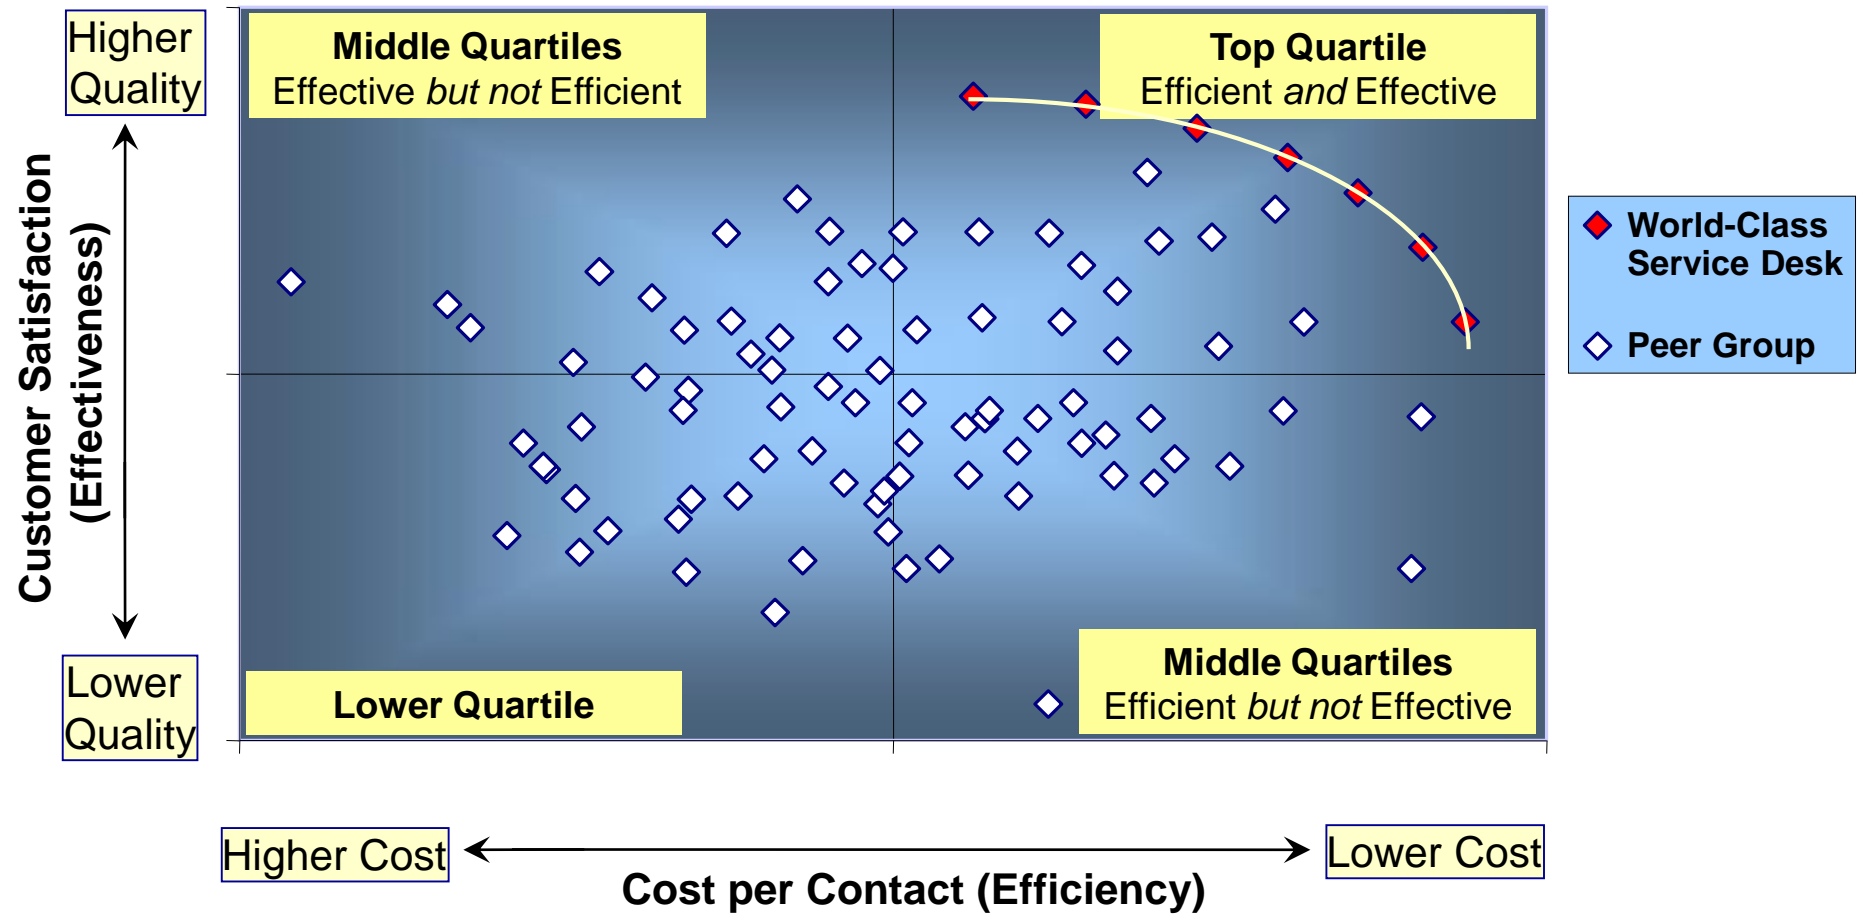 Higher
Quality
Middle Quartiles
Effective but not Efficient
Top Quartile
Efficient and Effective
Customer Satisfaction
(Effectiveness)
World-Class
Service Desk
Peer Group
Lower
Quality
Lower Quartile
Middle Quartiles
Efficient but not Effective
Higher Cost
Lower Cost
Cost per Contact (Efficiency)